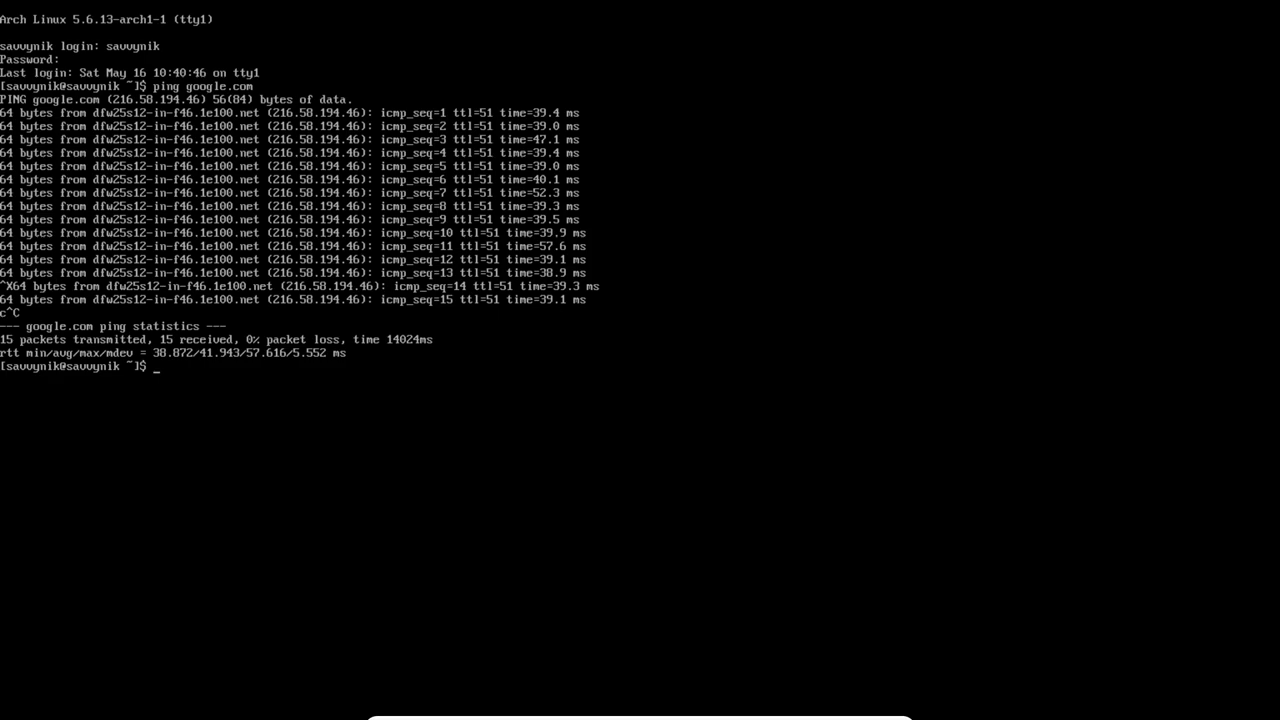 Arch Linux 5.6.13-arch1-1 (tty1)
savvynik login: savvynik
Password:
Last login: Sat May 16 10:40:46 on tty1
[savvynik@savvynik ~]$ ping google.com
PING google.com (216.58.194.46) 56(84) bytes of data.
64 bytes from dfw25s12-in-f46.1e100.net (216.58.194.46): icmp_seq=1 ttl=51 time=39.4 ms
64 bytes from dfw25s12-in-f46.1e100.net (216.58.194.46): icmp_seq=2 ttl=51 time=39.0 ms
64 bytes from dfw25s12-in-f46.1e100.net (216.58.194.46): icmp_seq=3 ttl=51 time=47.1 ms
64 bytes from dfw25s12-in-f46.1e100.net (216.58.194.46): icmp_seq=4 ttl=51 time=39.4 ms
64 bytes from dfw25s12-in-f46.1e100.net (216.58.194.46): icmp_seq=5 ttl=51 time=39.0 ms
64 bytes from dfw25s12-in-f46.1e100.net (216.58.194.46): icmp_seq=6 ttl=51 time=40.1 ms
64 bytes from dfw25s12-in-f46.1e100.net (216.58.194.46): icmp_seq=7 ttl=51 time=52.3 ms
64 bytes from dfw25s12-in-f46.1e100.net (216.58.194.46): icmp_seq=8 ttl=51 time=39.3 ms
64 bytes from dfw25s12-in-f46.1e100.net (216.58.194.46): icmp_seq=9 ttl=51 time=39.5 ms
64 bytes from dfw25s12-in-f46.1e100.net (216.58.194.46): icmp_seq=10 ttl=51 time=39.9 ms
64 bytes from dfw25s12-in-f46.1e100.net (216.58.194.46): icmp_seq=11 ttl=51 time=57.6 ms
64 bytes from dfw25s12-in-f46.1e100.net (216.58.194.46): icmp_seq=12 ttl=51 time=39.1 ms
64 bytes from dfw25s12-in-f46.1e100.net (216.58.194.46): icmp_seq=13 ttl=51 time=38.9 ms
^X64 bytes from dfw25s12-in-f46.1e100.net (216.58.194.46): icmp_seq=14 ttl=51 time=39.3 ms
64 bytes from dfw25s12-in-f46.1e100.net (216.58.194.46): icmp_seq=15 ttl=51 time=39.1 ms
c^C
--- google.com ping statistics ---
15 packets transmitted, 15 received, 0% packet loss, time 14024ms
rtt min/avg/max/mdev = 38.872/41.943/57.616/5.552 ms
[savvynik@savvynik ~]$ _